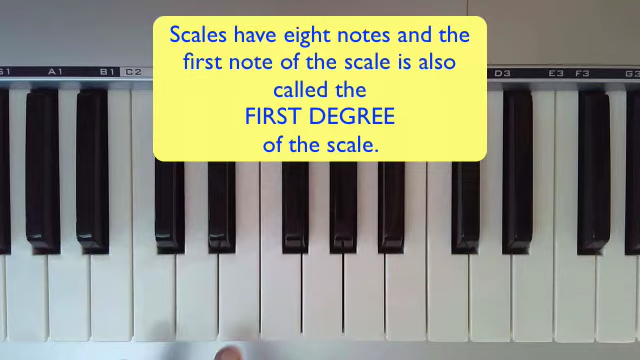 Scales have eight notes and the
first note of the scale is also
called the
FIRST DEGREE
of the scale.
A1 B1 C2 D3 E3 F3 G3